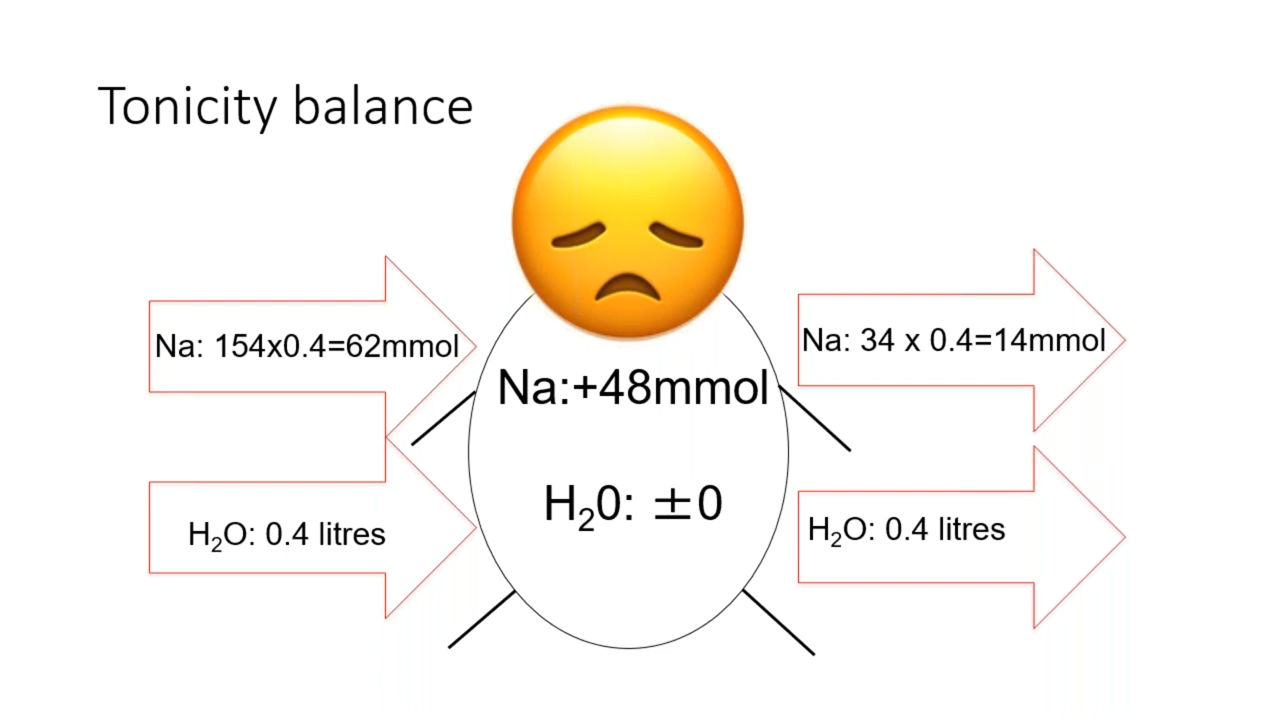 Tonicity balance
Na: 154x0.4=62mmol
Na: 34 x 0.4=14mmol
Na:+48mmol
H₂0: ±0
H₂O: 0.4 litres
H₂O: 0.4 litres